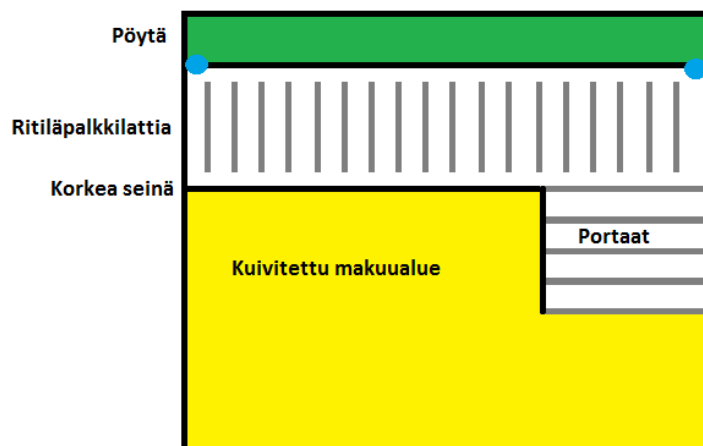 Pöytä
Ritiläpalkkilattia
Korkea seinä
Portaat
Kuivitettu makuualue